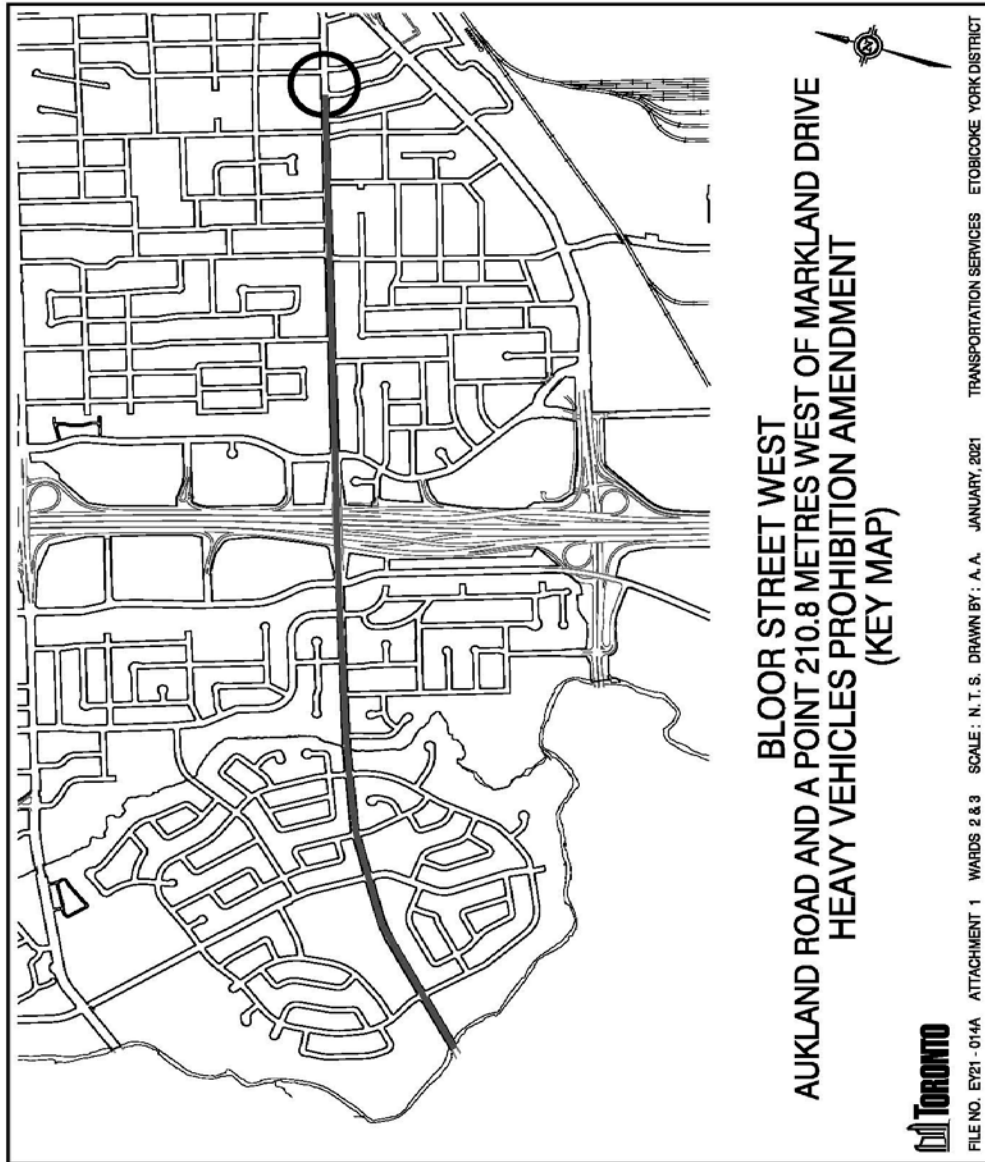 BLOOR STREET WEST
AUKLAND ROAD AND A POINT 210.8 METRES WEST OF MARKLAND DRIVE
HEAVY VEHICLES PROHIBITION AMENDMENT
(KEY MAP)
N
TORONTO
FILE NO. EY21 - 014A ATTACHMENT 1 WARDS 2 & 3 SCALE : N. T. S. DRAWN BY : A. A. JANUARY, 2021 TRANSPORTATION SERVICES ETOBICOKE YORK DISTRICT